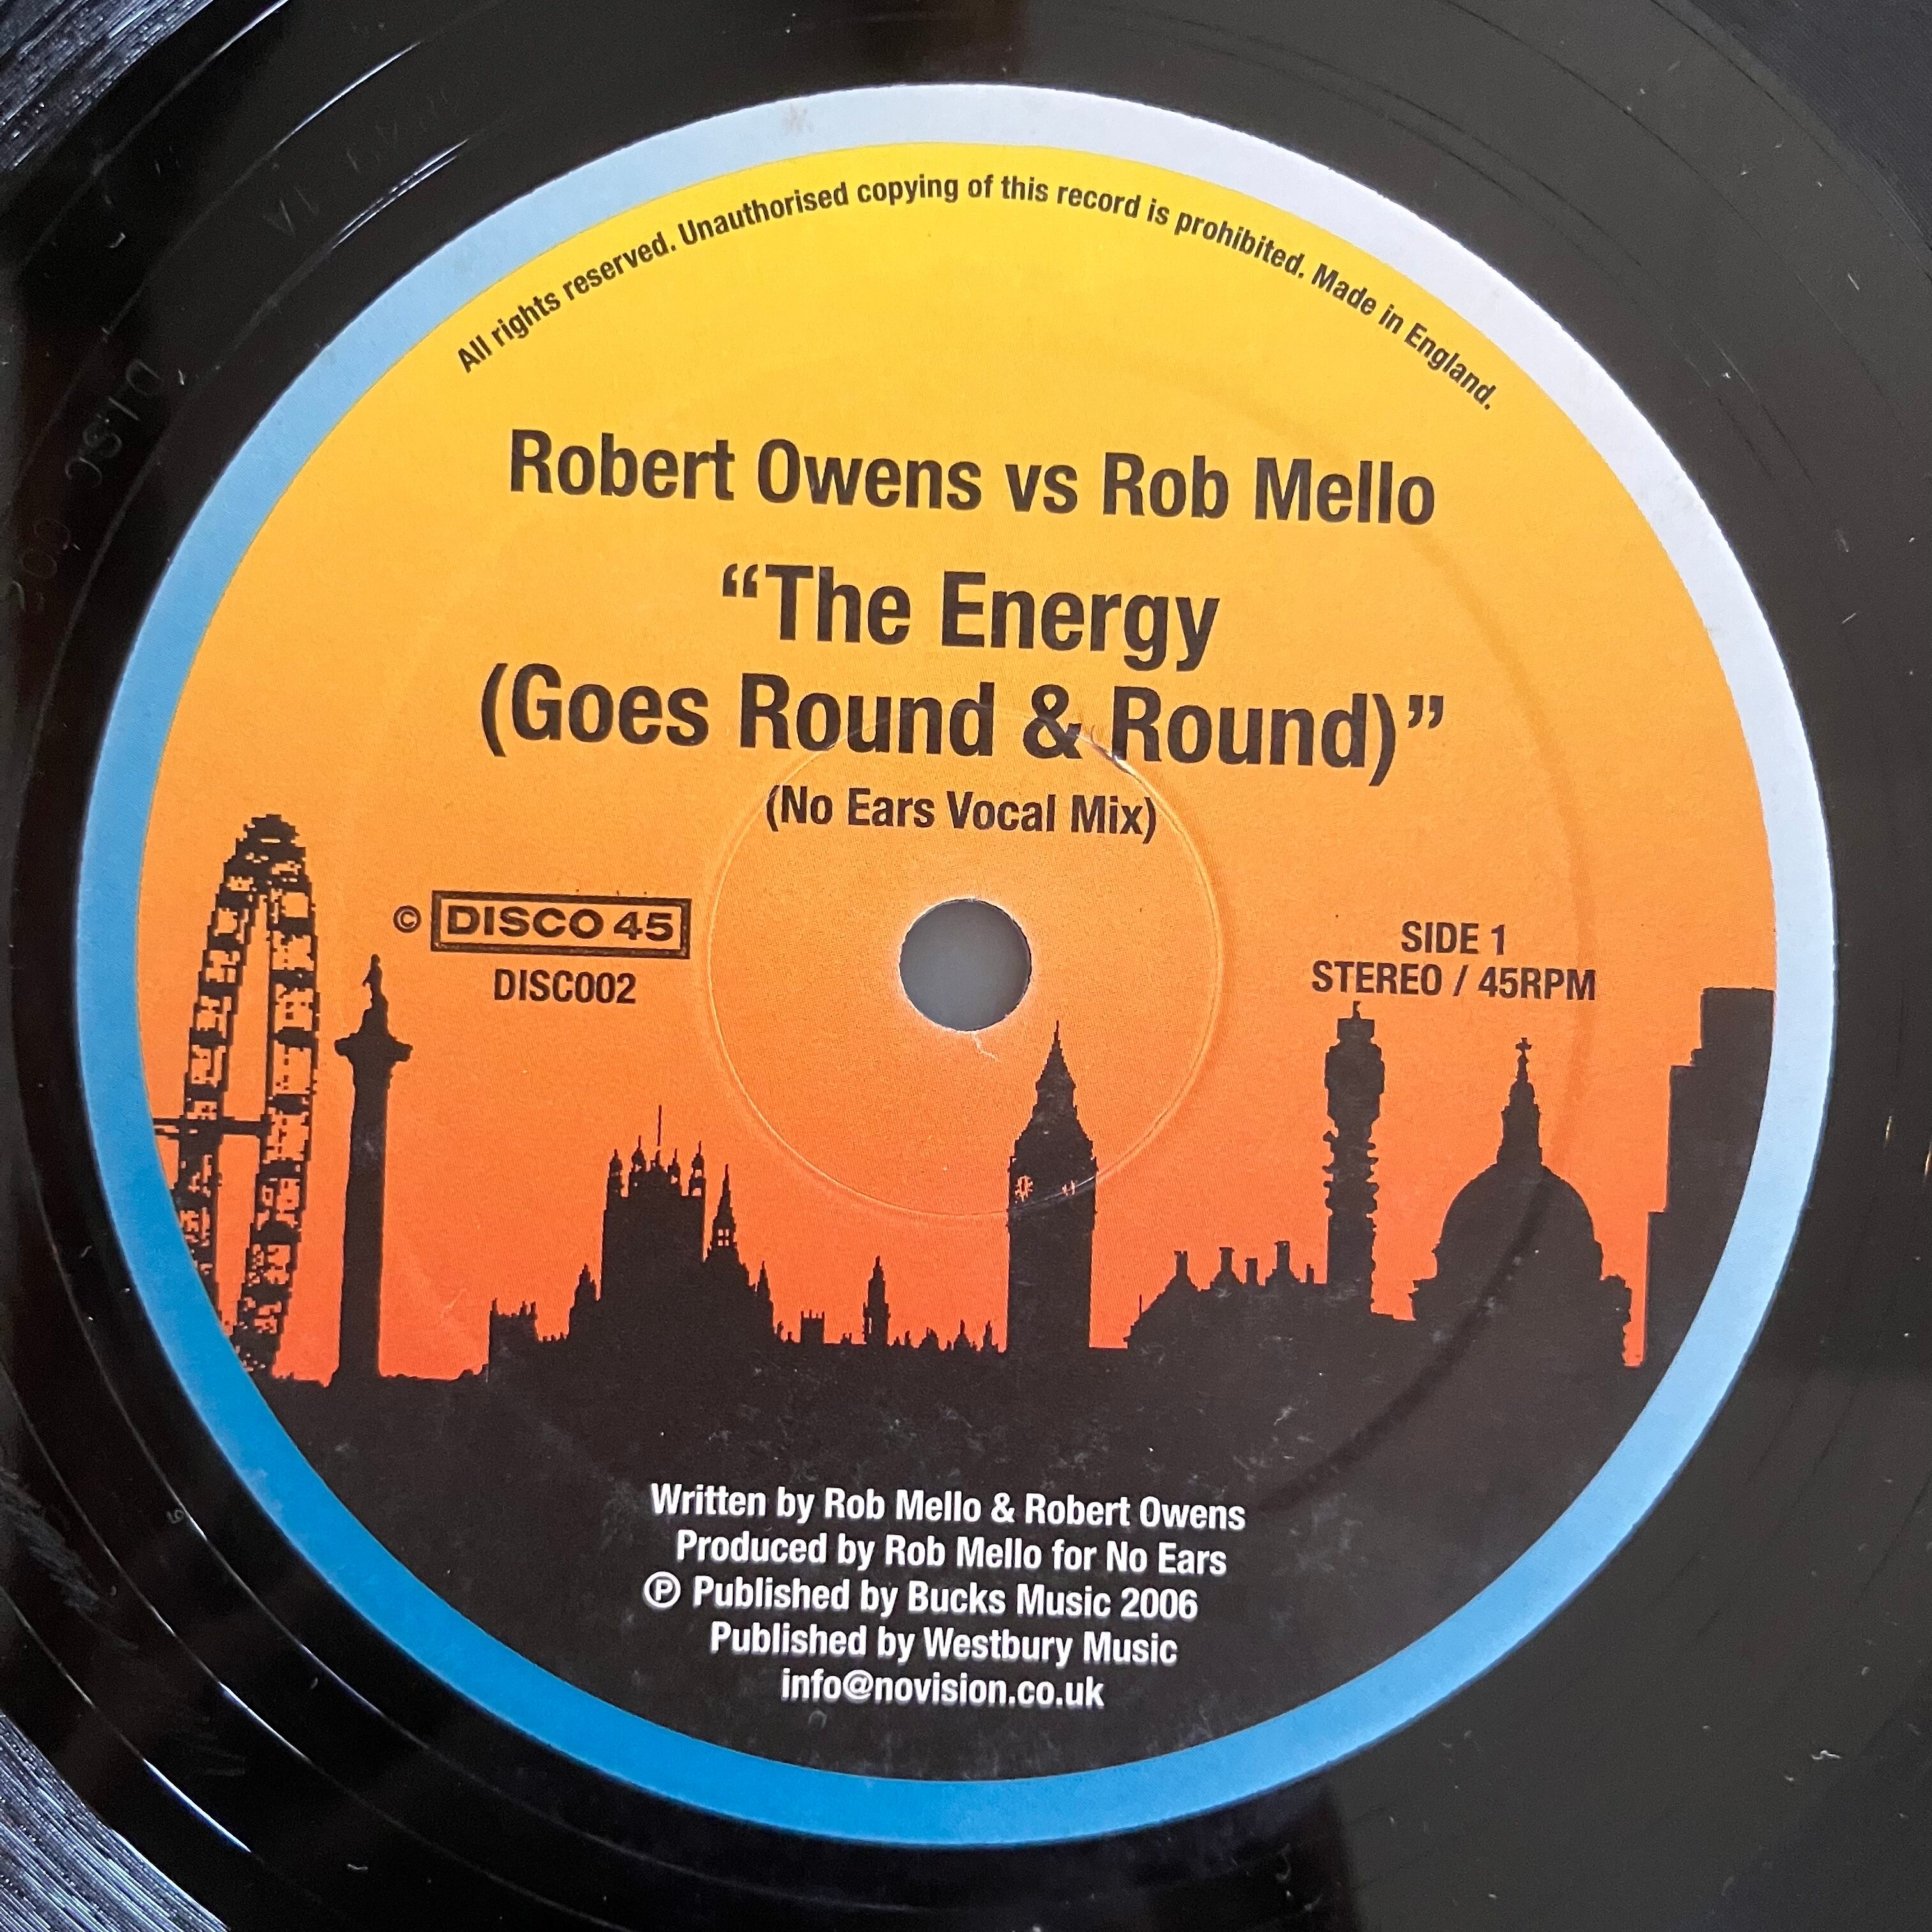 All rights reserved. Unauthorised copying of this record is prohibited. Made in England.
Robert Owens vs Rob Mello
“The Energy
(Goes Round & Round)”
(No Ears Vocal Mix)
© DISCO 45
DISC002
SIDE 1
STEREO / 45RPM
Written by Rob Mello & Robert Owens
Produced by Rob Mello for No Ears
℗ Published by Bucks Music 2006
Published by Westbury Music
info@novision.co.uk